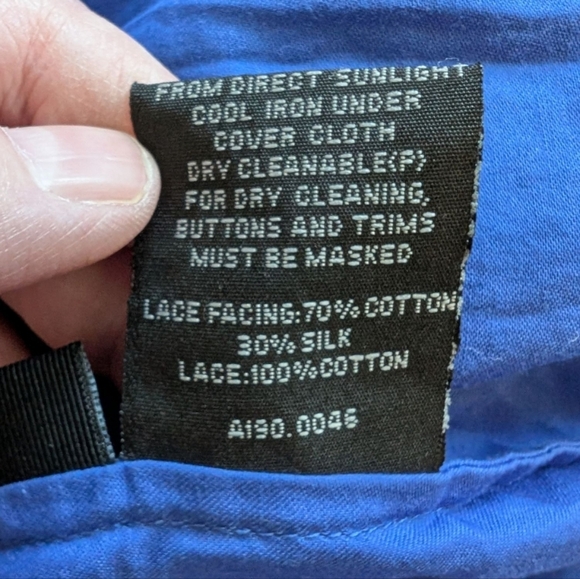 FROM DIRECT SUNLIGHT
COOL IRON UNDER
COVER CLOTH
DRY CLEANABLE(P)
FOR DRY CLEANING,
BUTTONS AND TRIMS
MUST BE MASKED
LACE FACING:70% COTTON
30% SILK
LACE:100%COTTON
AI90.0046